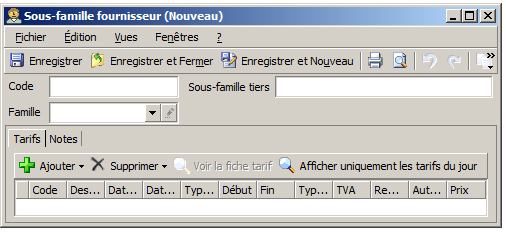 Sous-famille fournisseur (Nouveau)
Fichier Édition Vues Fenêtres ?
Enregistrer Enregistrer et Fermer Enregistrer et Nouveau
Code Sous-famille tiers
Famille
Tarifs Notes
Ajouter Supprimer Voir la fiche tarif Afficher uniquement les tarifs du jour
Code Des... Dat... Dat... Typ... Début Fin Typ... TVA Re... Aut... Prix